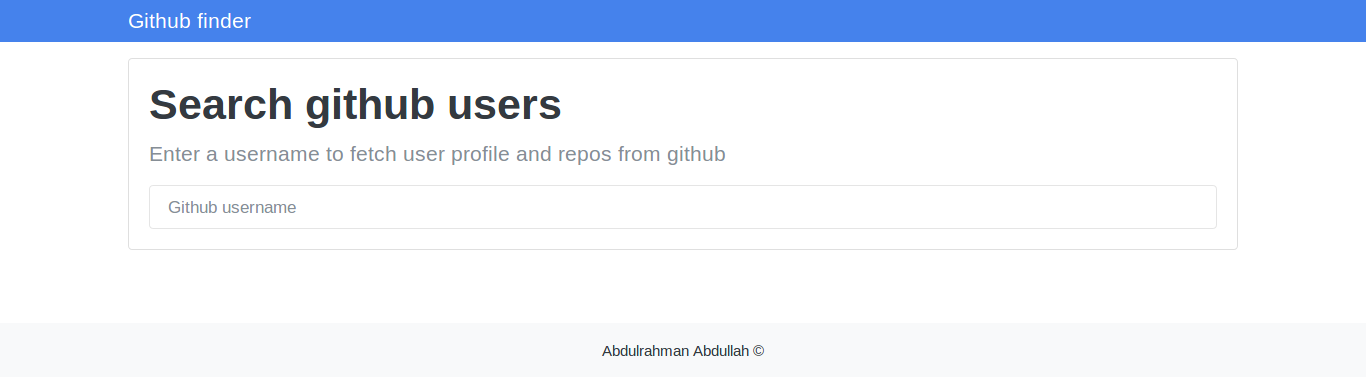 Github finder
Search github users
Enter a username to fetch user profile and repos from github
Github username
Abdulrahman Abdullah ©